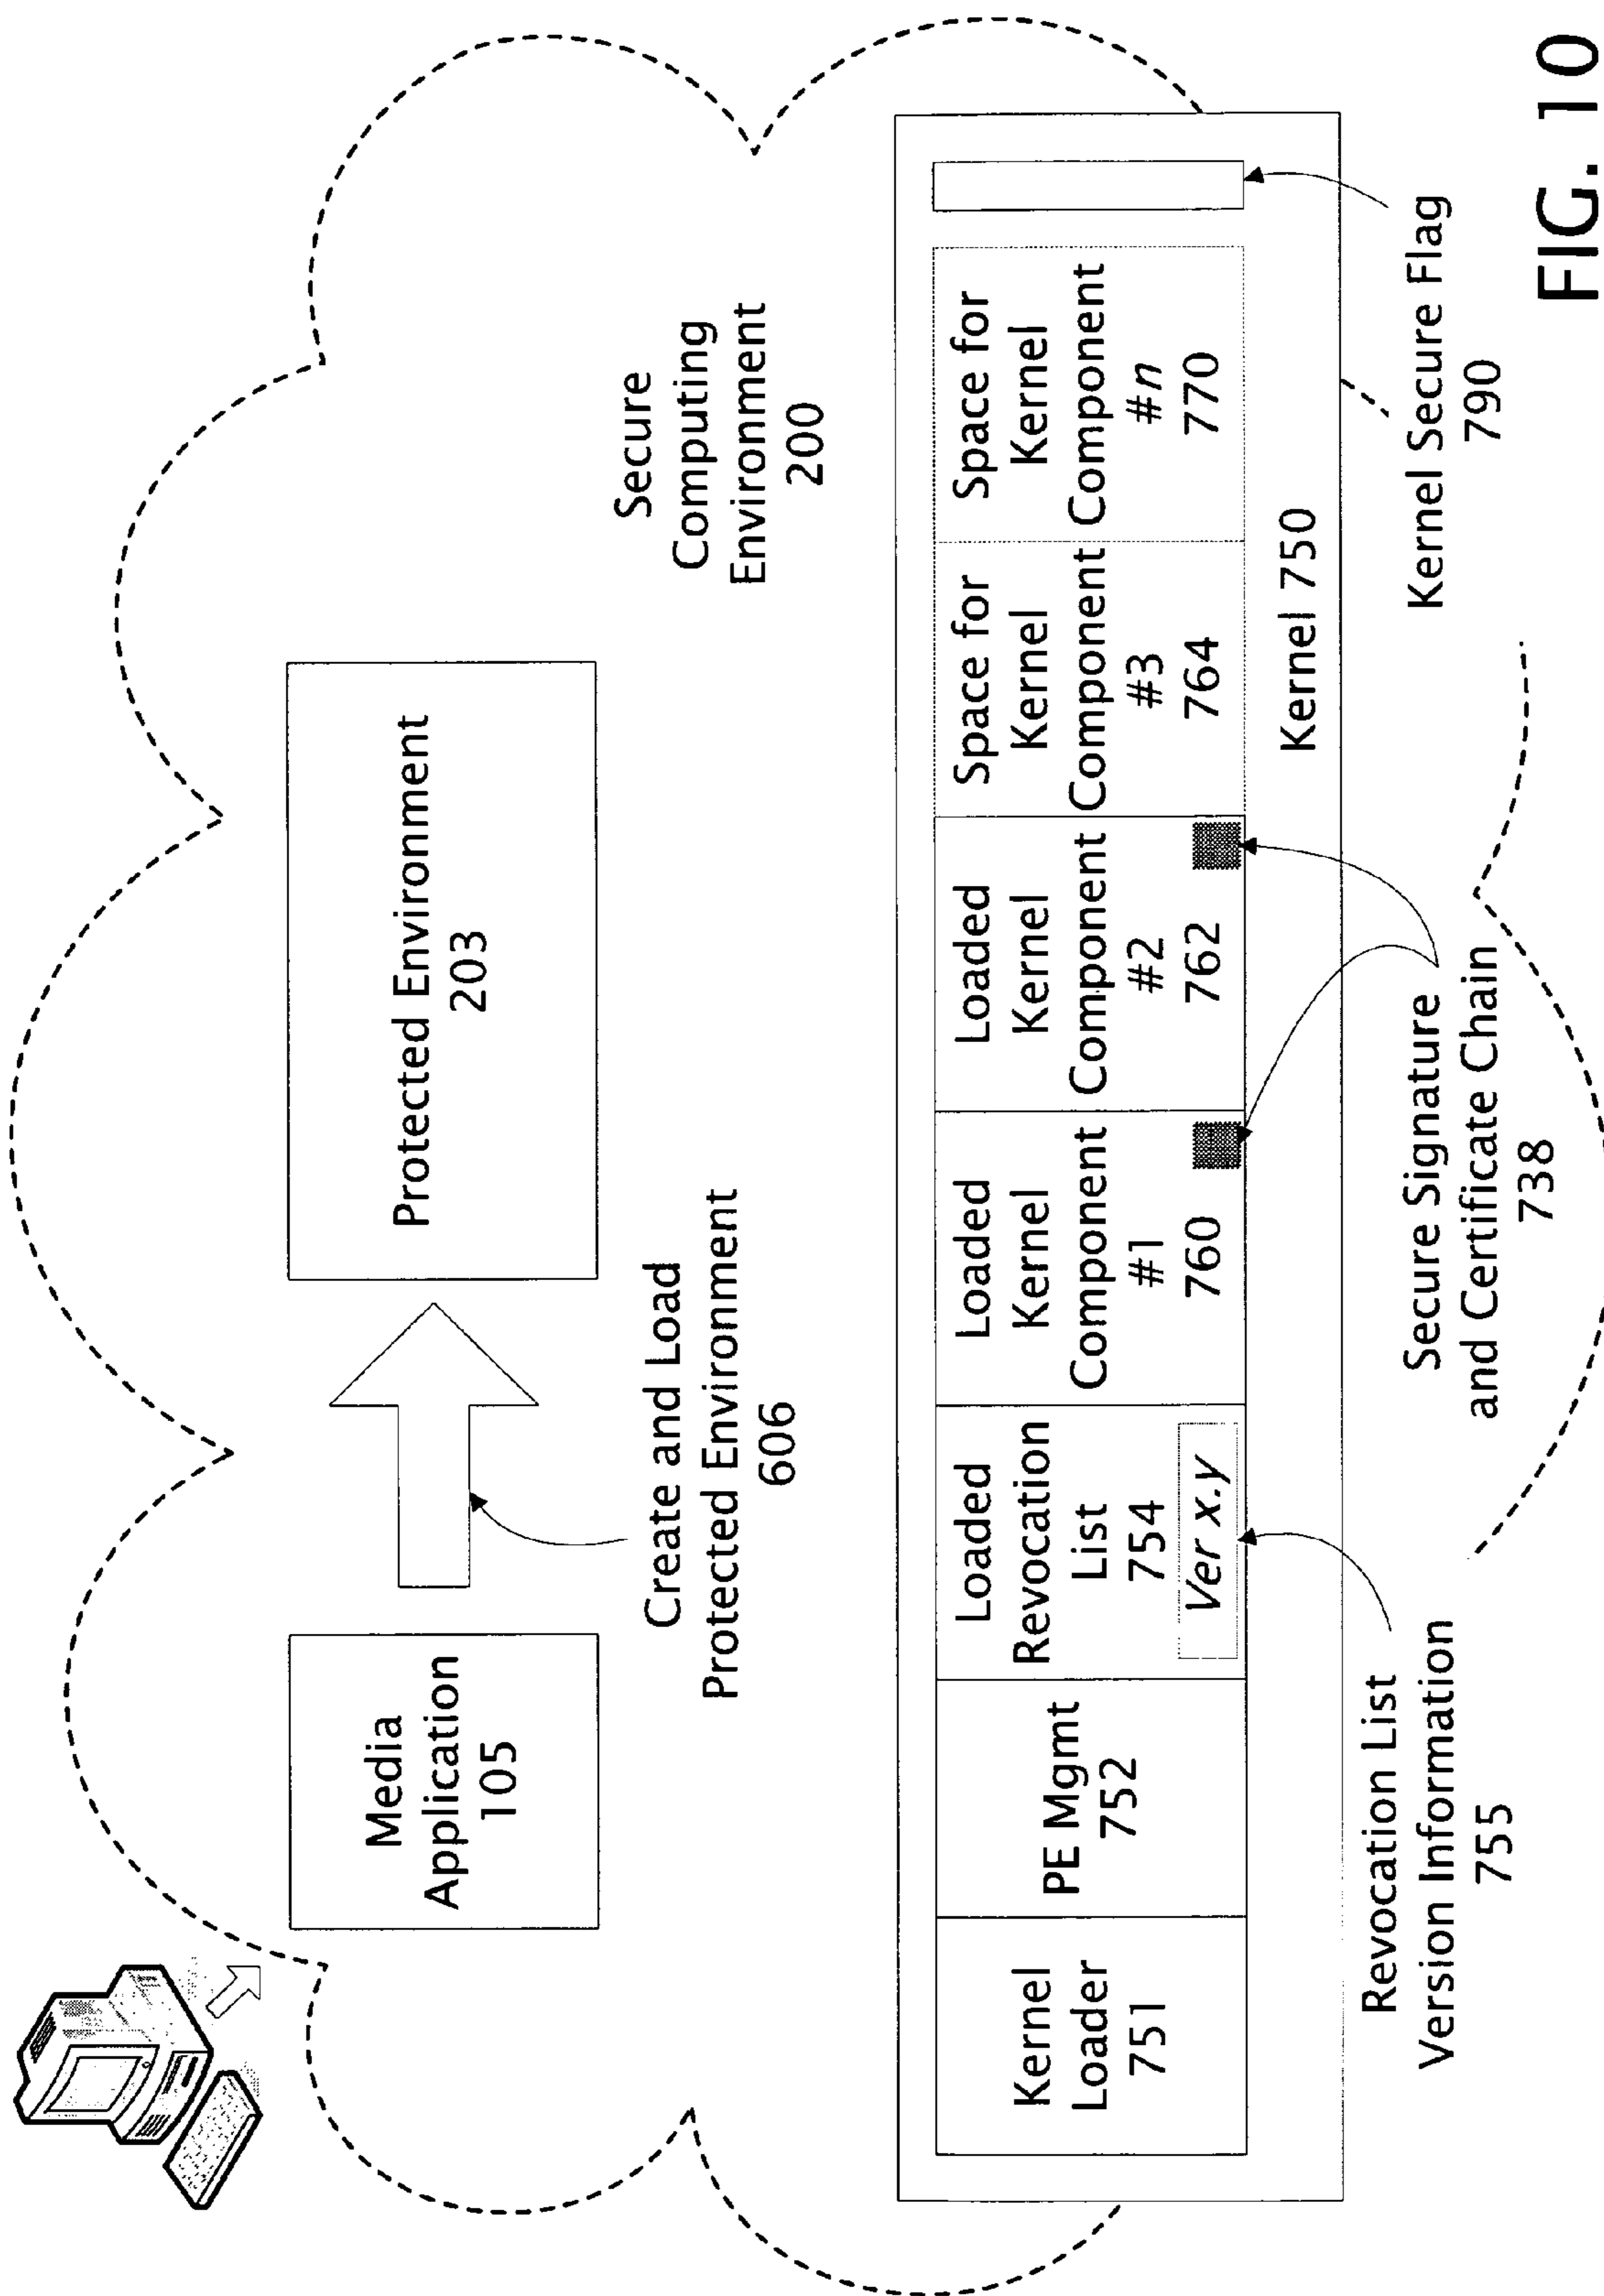 Media
Application
105
Protected Environment
203
Create and Load
Protected Environment
606
Secure
Computing
Environment
200
Kernel
Loader
751
PE Mgmt
752
Loaded
Revocation
List
754
Ver x.y
Loaded
Kernel
Component
#1
760
Loaded
Kernel
Component
#2
762
Space for
Kernel
Component
#3
764
Space for
Kernel
Component
#n
770
Kernel 750
Revocation List
Version Information
755
Secure Signature
and Certificate Chain
738
Kernel Secure Flag
790
FIG. 10